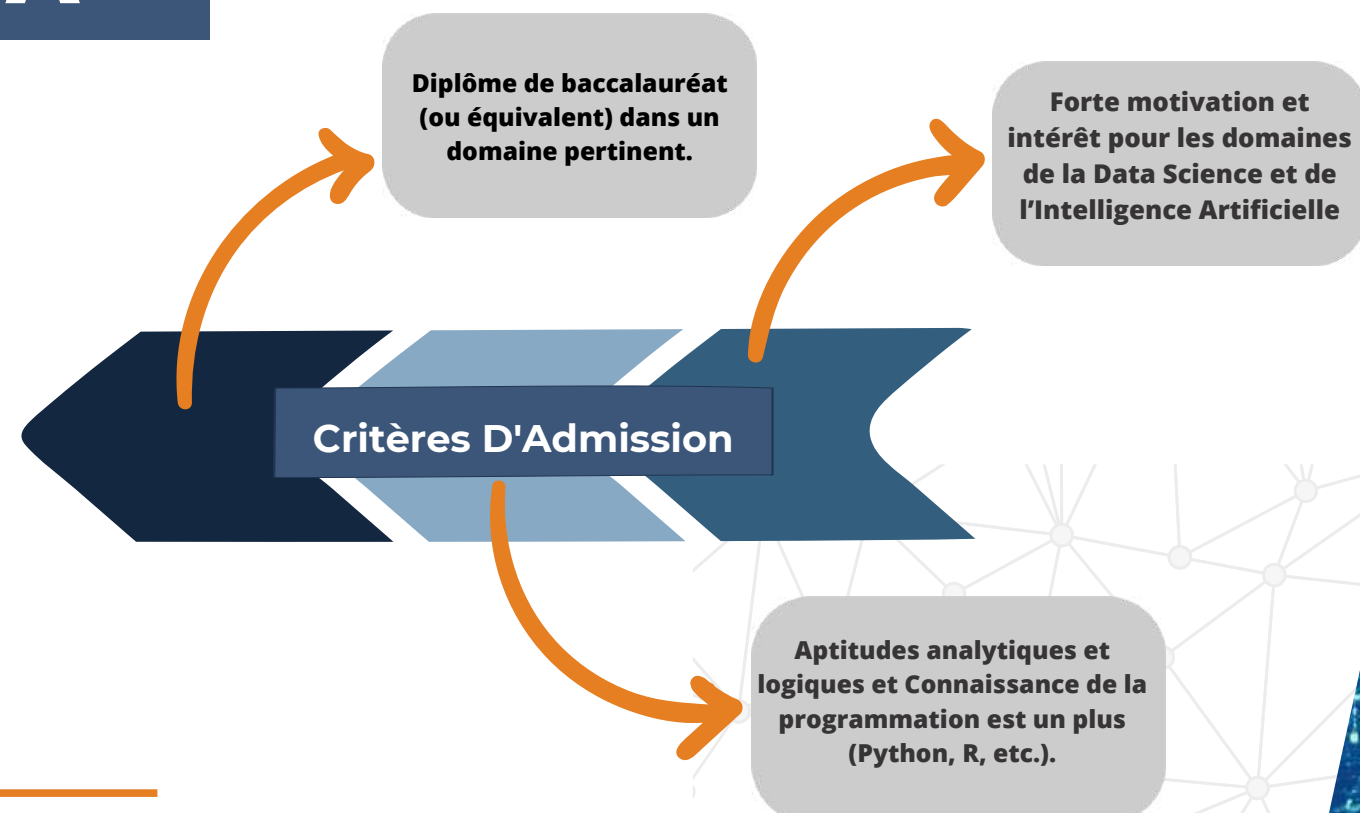 Diplôme de baccalauréat
(ou équivalent) dans un
domaine pertinent.
Forte motivation et
intérêt pour les domaines
de la Data Science et de
l'Intelligence Artificielle
Critères D'Admission
Aptitudes analytiques et
logiques et Connaissance de la
programmation est un plus
(Python, R, etc.).